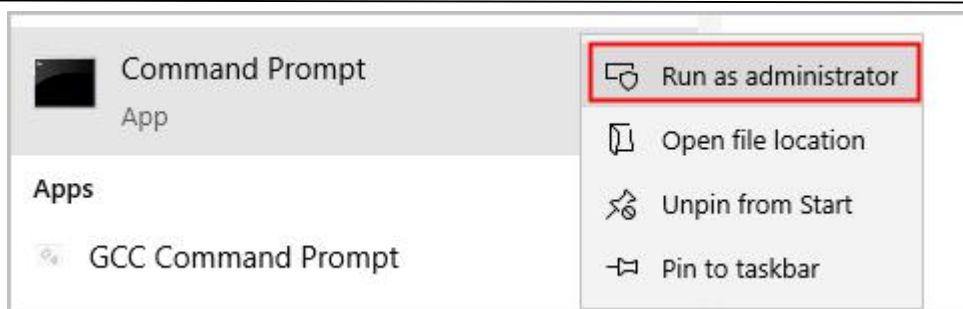 Command Prompt
App
Apps
GCC Command Prompt
Run as administrator
Open file location
Unpin from Start
Pin to taskbar